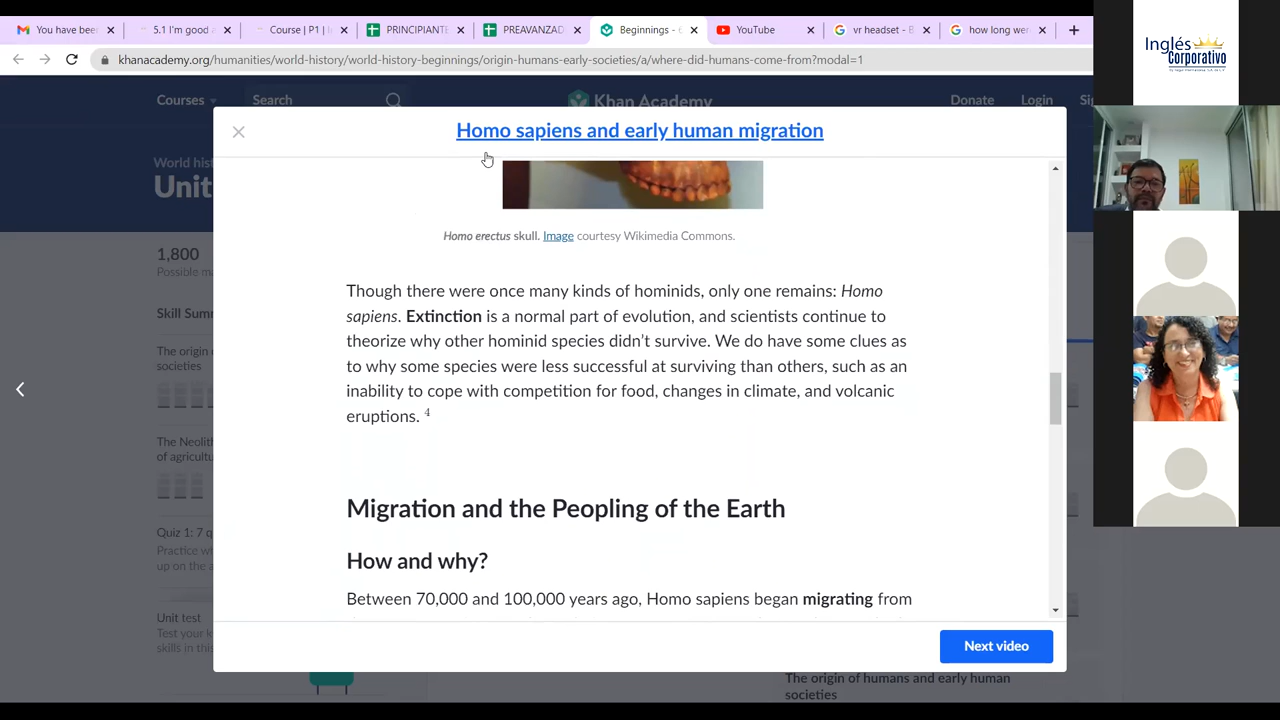 You have bee
5.1 I'm good a
Course | P1 | I
PRINCIPIANTE
PREAVANZAD
Beginnings - 6
YouTube
vr headset - B
how long wer
khanacademy.org/humanities/world-history/world-history-beginnings/origin-humans-early-societies/a/where-did-humans-come-from?modal=1
Courses
Search
Khan Academy
Donate
Login
Inglés
Corporativo
World his
Unit
Homo sapiens and early human migration
1,800
Possible ma
Skill Sum
The origin
societies
The Neolith
of agricultu
Quiz 1: 7 q
Practice w
up on the a
Unit test
Test your k
skills in this
Homo erectus skull. Image courtesy Wikimedia Commons.
Though there were once many kinds of hominids, only one remains: Homo
sapiens. Extinction is a normal part of evolution, and scientists continue to
theorize why other hominid species didn't survive. We do have some clues as
to why some species were less successful at surviving than others, such as an
inability to cope with competition for food, changes in climate, and volcanic
eruptions. 4
Migration and the Peopling of the Earth
How and why?
Between 70,000 and 100,000 years ago, Homo sapiens began migrating from
Next video
The origin of humans and early human
societies